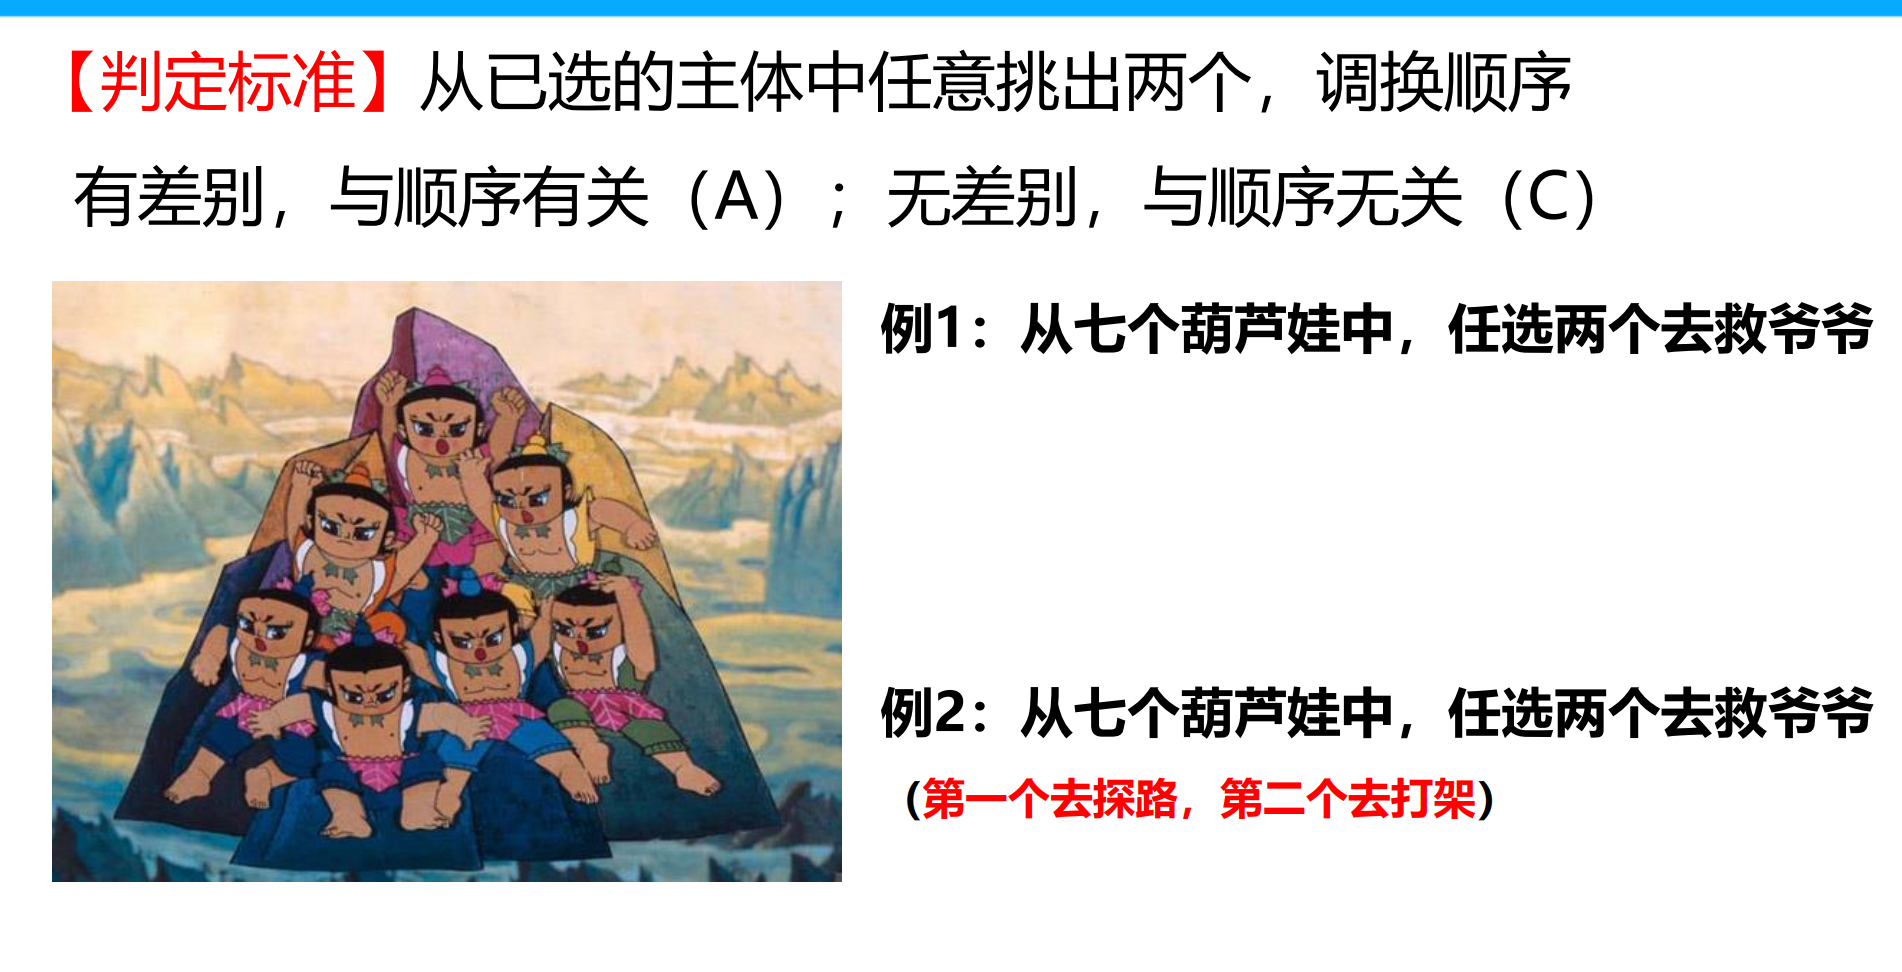 【判定标准】从已选的主体中任意挑出两个，调换顺序
有差别，与顺序有关（A）；无差别，与顺序无关（C）
例1：从七个葫芦娃中，任选两个去救爷爷
例2：从七个葫芦娃中，任选两个去救爷爷
（第一个去探路，第二个去打架）